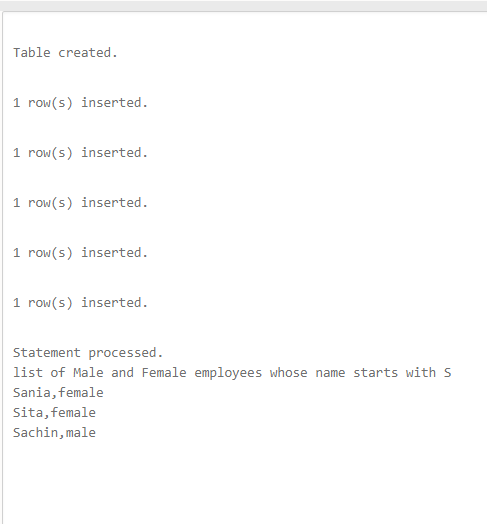 Table created.
1 row(s) inserted.
1 row(s) inserted.
1 row(s) inserted.
1 row(s) inserted.
1 row(s) inserted.
Statement processed.
list of Male and Female employees whose name starts with S
Sania,female
Sita,female
Sachin,male